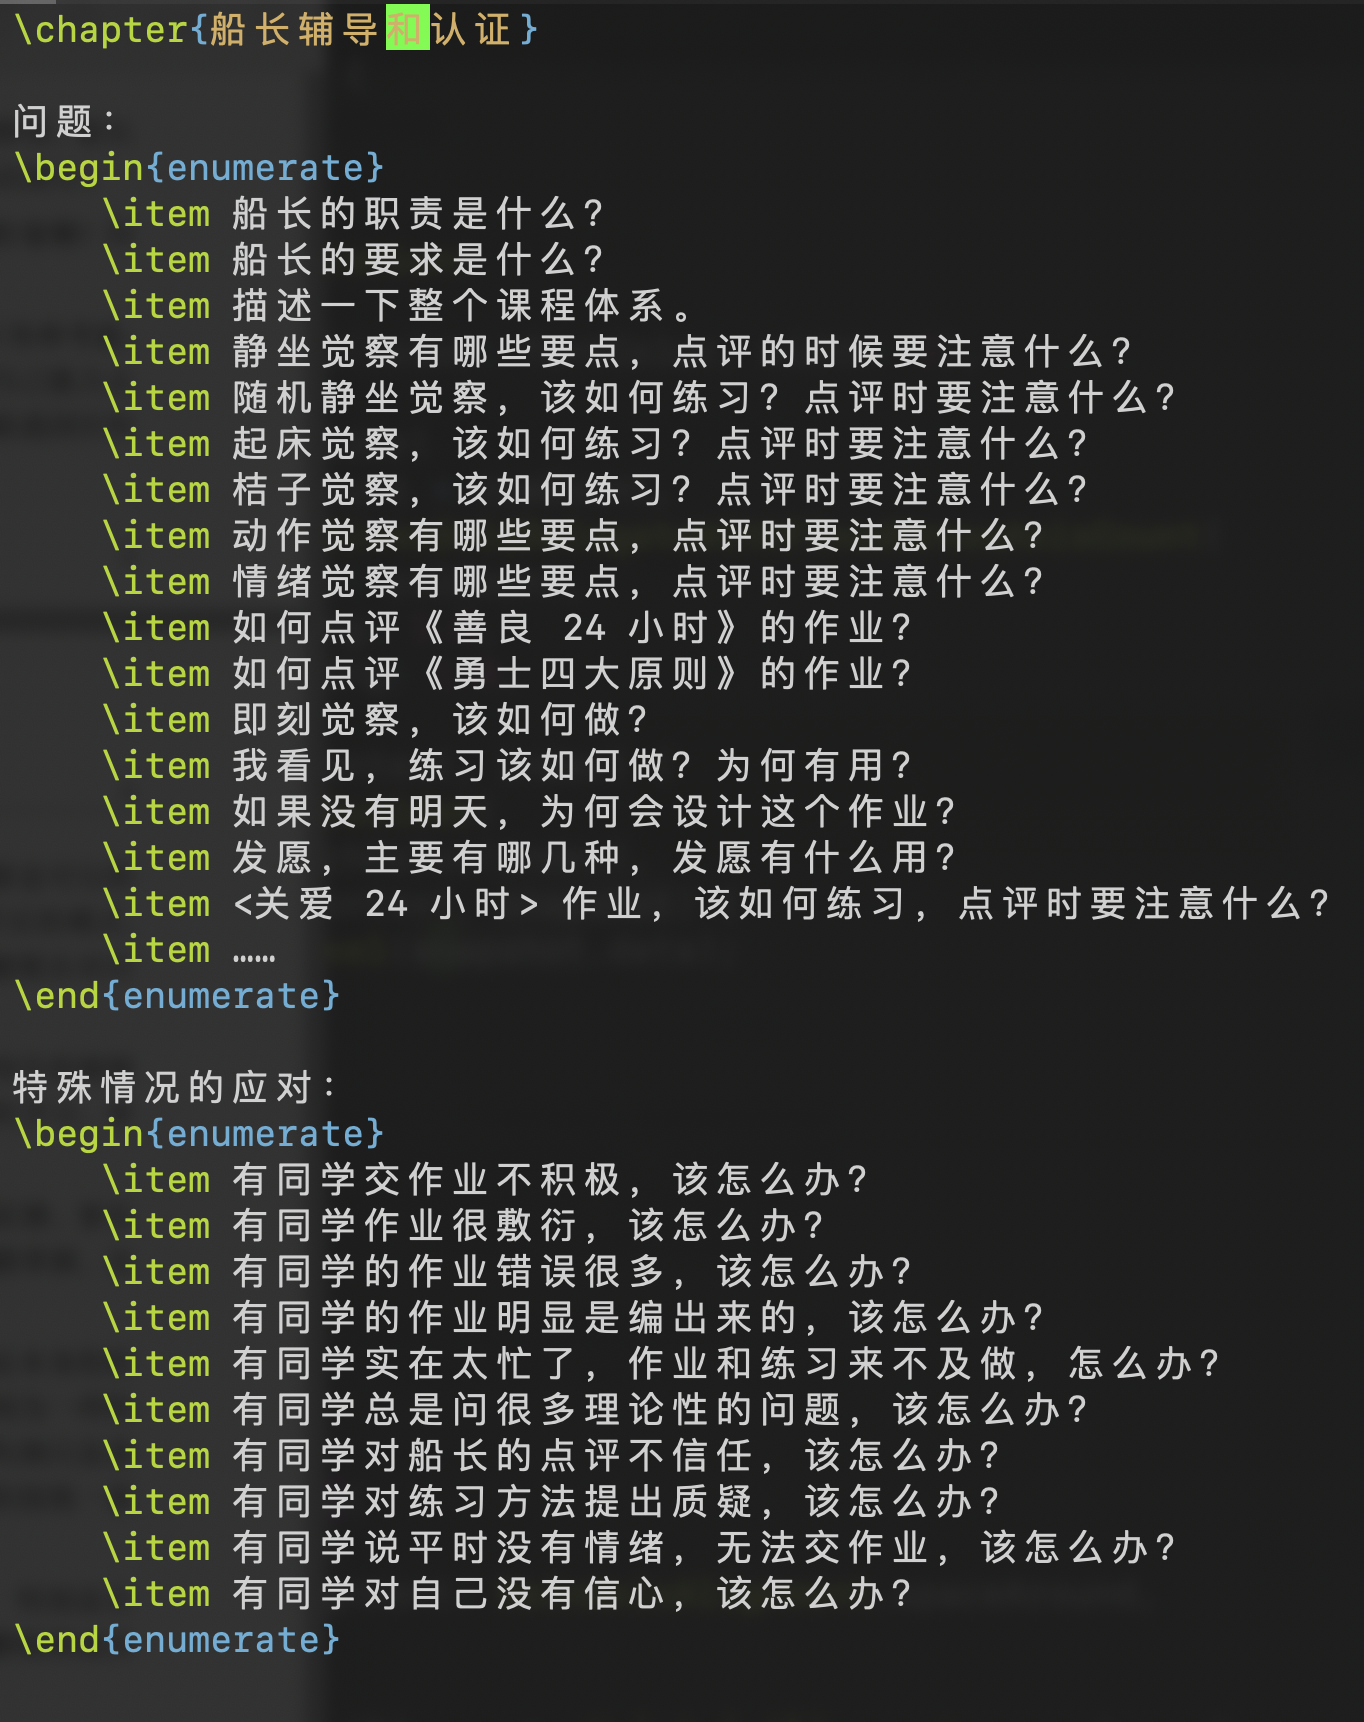 \chapter{船长辅导和认证}
问题：
\begin{enumerate}
\item 船长的职责是什么？
\item 船长的要求是什么？
\item 描述一下整个课程体系。
\item 静坐觉察有哪些要点，点评的时候要注意什么？
\item 随机静坐觉察，该如何练习？点评时要注意什么？
\item 起床觉察，该如何练习？点评时要注意什么？
\item 桔子觉察，该如何练习？点评时要注意什么？
\item 动作觉察有哪些要点，点评时要注意什么？
\item 情绪觉察有哪些要点，点评时要注意什么？
\item 如何点评《善良 24 小时》的作业？
\item 如何点评《勇士四大原则》的作业？
\item 即刻觉察，该如何做？
\item 我看见，练习该如何做？为何有用？
\item 如果没有明天，为何会设计这个作业？
\item 发愿，主要有哪几种，发愿有什么用？
\item <关爱 24 小时> 作业，该如何练习，点评时要注意什么？
\item ……
\end{enumerate}
特殊情况的应对：
\begin{enumerate}
\item 有同学交作业不积极，该怎么办？
\item 有同学作业很敷衍，该怎么办？
\item 有同学的作业错误很多，该怎么办？
\item 有同学的作业明显是编出来的，该怎么办？
\item 有同学实在太忙了，作业和练习来不及做，怎么办？
\item 有同学总是问很多理论性的问题，该怎么办？
\item 有同学对船长的点评不信任，该怎么办？
\item 有同学对练习方法提出质疑，该怎么办？
\item 有同学说平时没有情绪，无法交作业，该怎么办？
\item 有同学对自己没有信心，该怎么办？
\end{enumerate}